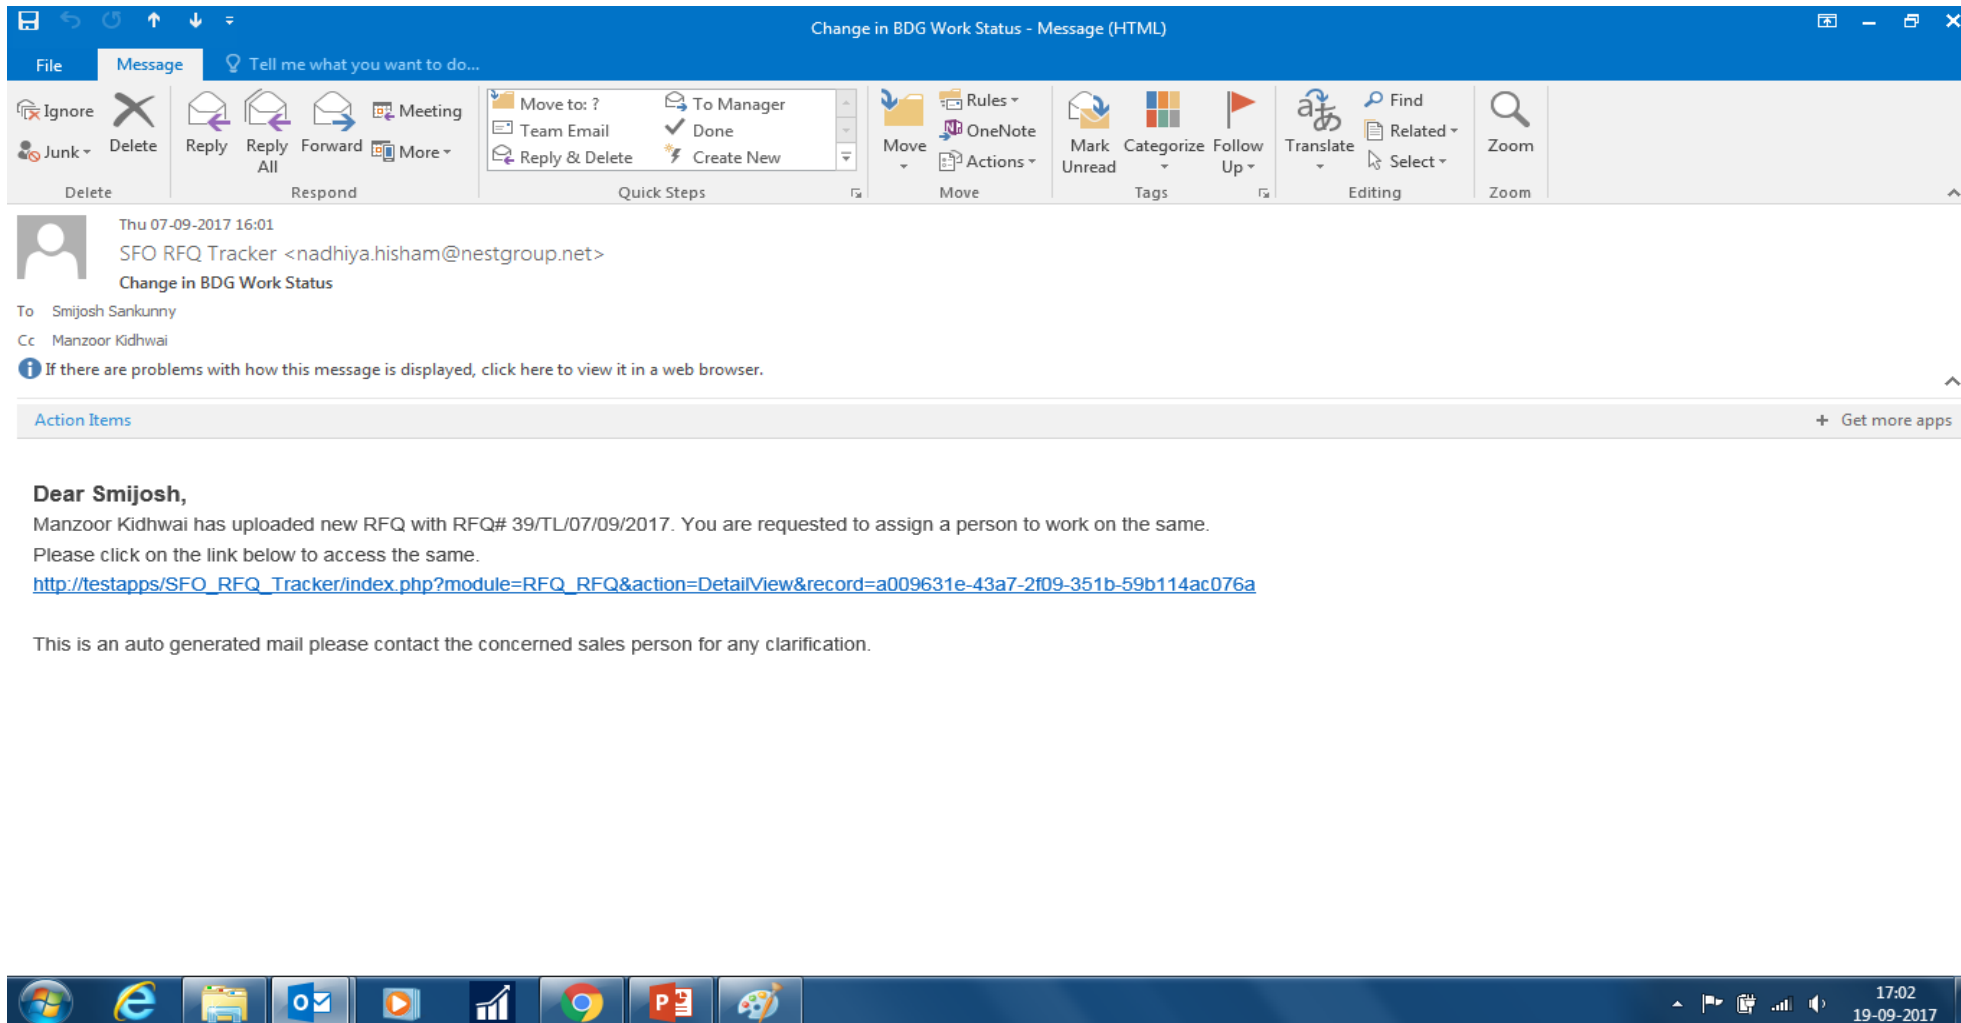 Change in BDG Work Status - Message (HTML)
File Message Tell me what you want to do...
Ignore
Junk
Delete
Reply
Reply All
Forward
Meeting
More
Move to: ?
Team Email
Reply & Delete
To Manager
Done
Create New
Move
Rules
OneNote
Actions
Mark Unread
Categorize
Follow Up
Translate
Find
Related
Select
Zoom
Delete Respond Quick Steps Move Tags Editing Zoom
Thu 07-09-2017 16:01
SFO RFQ Tracker <nadhiya.hisham@nestgroup.net>
Change in BDG Work Status
To Smijosh Sankunny
Cc Manzoor Kidhwai
If there are problems with how this message is displayed, click here to view it in a web browser.
Action Items + Get more apps
Dear Smijosh,
Manzoor Kidhwai has uploaded new RFQ with RFQ# 39/TL/07/09/2017. You are requested to assign a person to work on the same.
Please click on the link below to access the same.
http://testapps/SFO_RFQ_Tracker/index.php?module=RFQ_RFQ&action=DetailView&record=a009631e-43a7-2f09-351b-59b114ac076a
This is an auto generated mail please contact the concerned sales person for any clarification.
17:02
19-09-2017